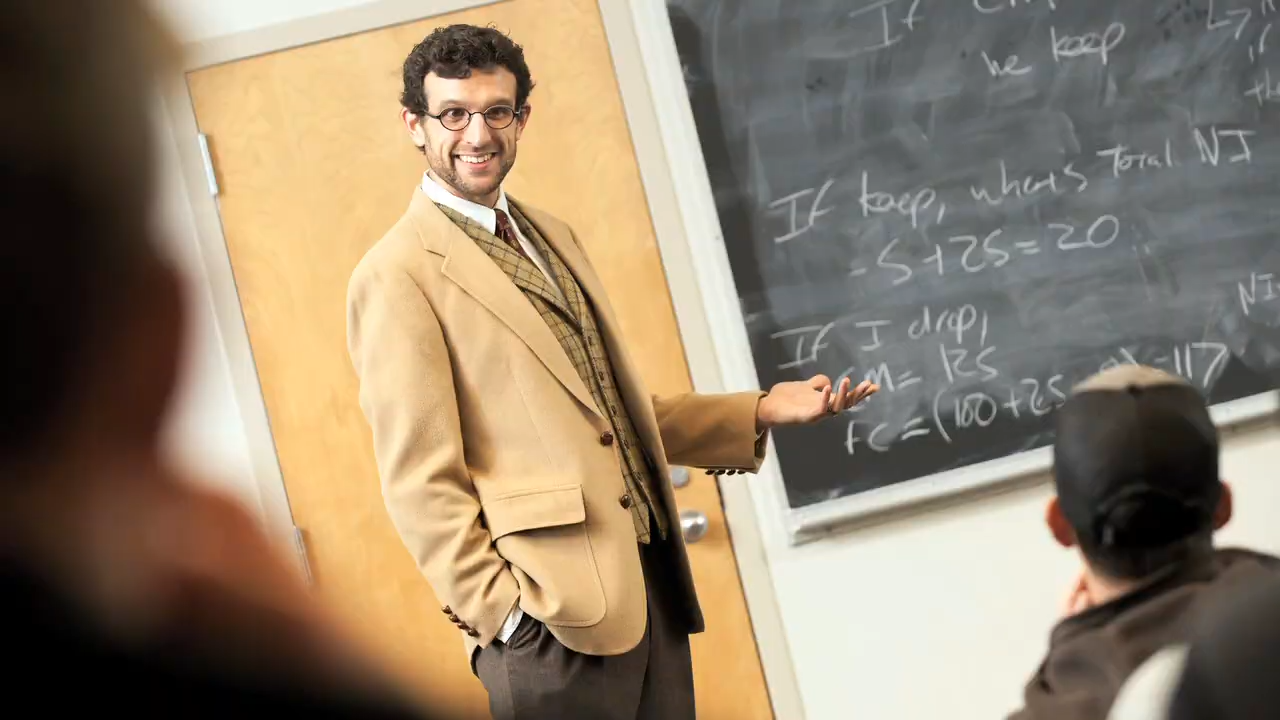 If
he keep
If keep, whats Total NI
-5+25=20
If I drop,
NI
CM= 125
FC=(100+25 =117